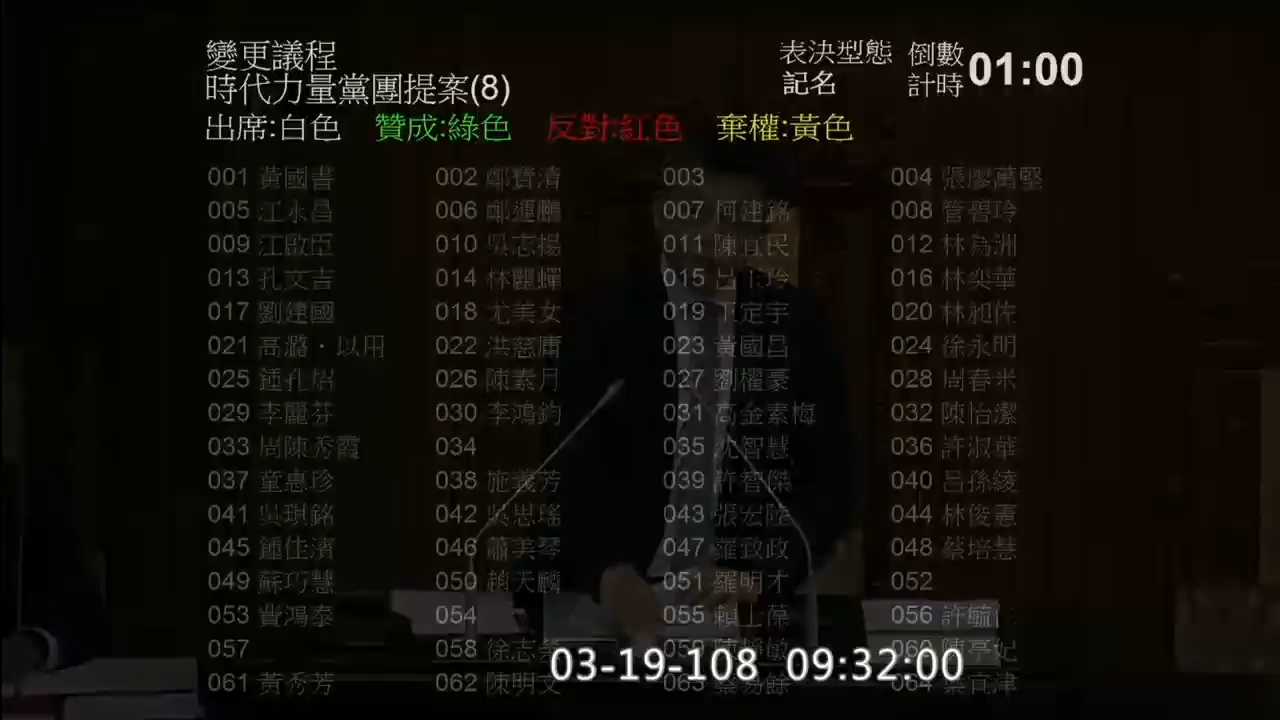 變更議程
時代力量黨團提案(8)
表決型態
記名
倒數
計時
01:00
出席:白色 贊成:綠色 反對:紅色 棄權:黃色
001 黃國書 002 鄭寶清 003 004 張廖萬堅
005 江永昌 006 鄭運鵬 007 柯建銘 008 管碧玲
009 江啟臣 010 吳志揚 011 陳宜民 012 林為洲
013 孔文吉 014 林麗蟬 015 呂玉玲 016 林奕華
017 劉建國 018 尤美女 019 王定宇 020 林昶佐
021 高潞・以用 022 洪慈庸 023 黃國昌 024 徐永明
025 鍾孔炤 026 陳素月 027 劉櫂豪 028 周春米
029 李麗芬 030 李鴻鈞 031 高金素梅 032 陳怡潔
033 周陳秀霞 034 035 沈智慧 036 許淑華
037 童惠珍 038 施義芳 039 許智傑 040 呂孫綾
041 吳琪銘 042 吳思瑤 043 張宏陸 044 林俊憲
045 鍾佳濱 046 蕭美琴 047 羅致政 048 蔡培慧
049 蘇巧慧 050 趙天麟 051 羅明才 052
053 費鴻泰 054 055 賴士葆 056 許毓仁
057 058 徐志榮 059 陳靜敏 060 陳亭妃
061 黃秀芳 062 陳明文 063 蔡易餘 064 葉宜津
03-19-108 09:32:00